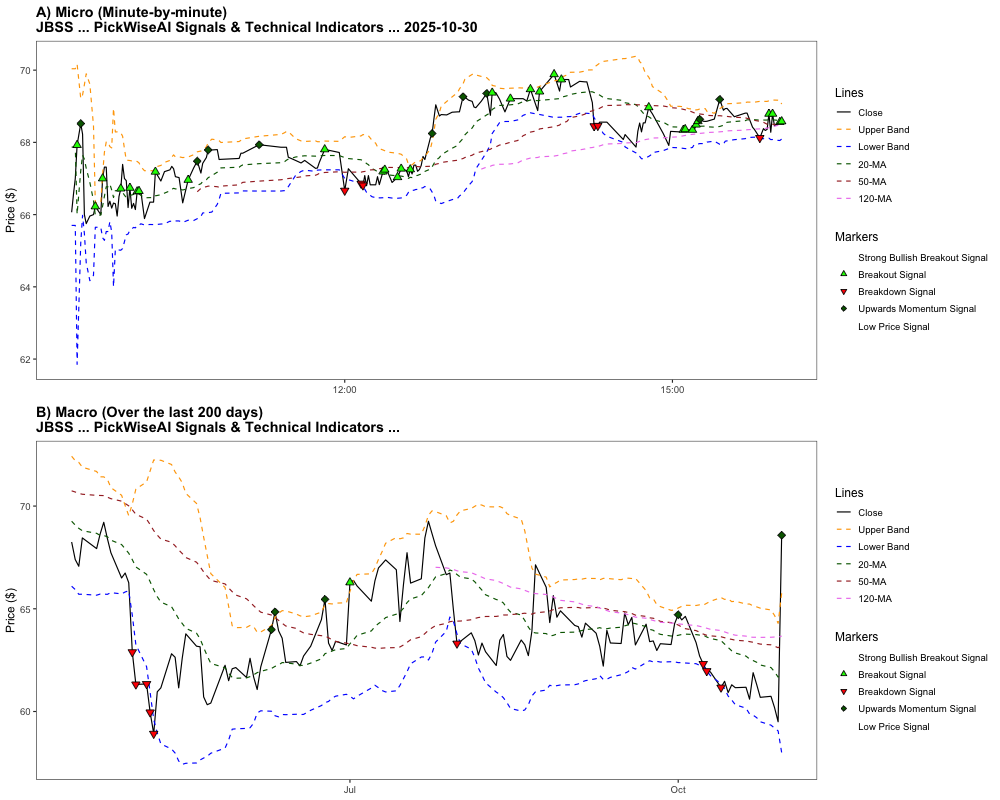 A) Micro (Minute-by-minute)
JBSS ... PickWiseAI Signals & Technical Indicators ... 2025-10-30
Price ($)
70
68
66
64
62
12:00
15:00
Lines
Close
Upper Band
Lower Band
20-MA
50-MA
120-MA
Markers
Strong Bullish Breakout Signal
Breakout Signal
Breakdown Signal
Upwards Momentum Signal
Low Price Signal
B) Macro (Over the last 200 days)
JBSS ... PickWiseAI Signals & Technical Indicators ...
Price ($)
70
65
60
Jul
Oct
Lines
Close
Upper Band
Lower Band
20-MA
50-MA
120-MA
Markers
Strong Bullish Breakout Signal
Breakout Signal
Breakdown Signal
Upwards Momentum Signal
Low Price Signal